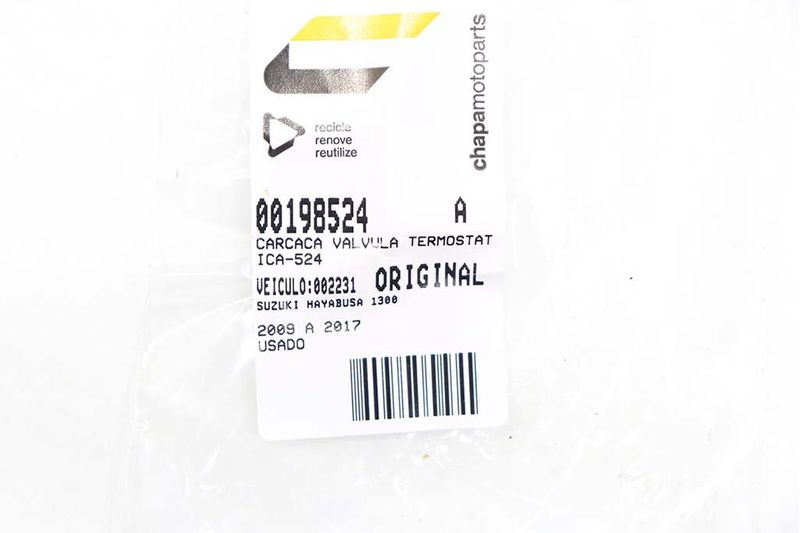 chapamotoparts
recicle
renove
reutilize
00198524 A
CARCACA VALVULA TERMOSTAT
ICA-524
VEICULO:002231 ORIGINAL
SUZUKI HAYABUSA 1300
2009 A 2017
USADO